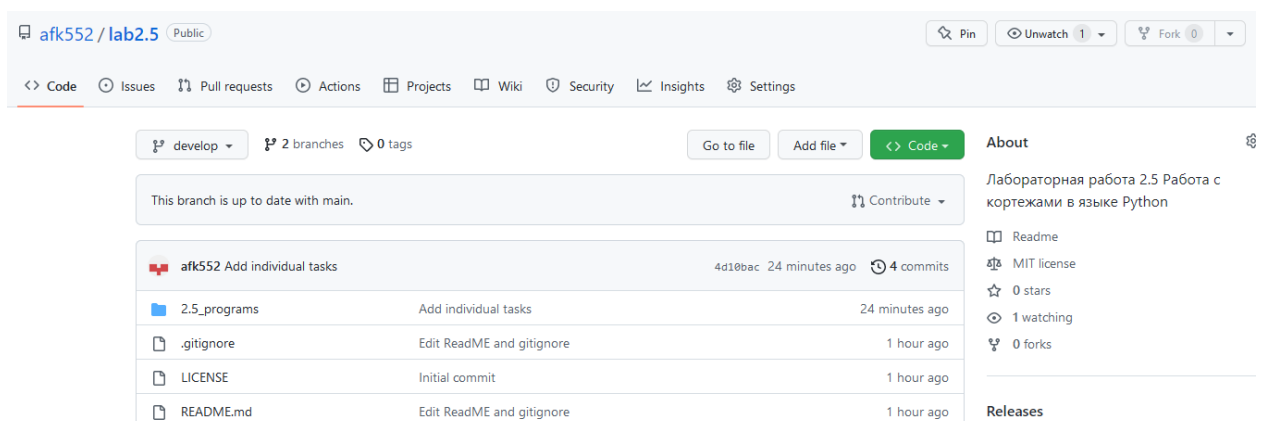 afk552 / lab2.5 Public
Pin Unwatch 1 Fork 0
Code Issues Pull requests Actions Projects Wiki Security Insights Settings
develop 2 branches 0 tags Go to file Add file Code
This branch is up to date with main. Contribute
afk552 Add individual tasks 4d10bac 24 minutes ago 4 commits
2.5_programs Add individual tasks 24 minutes ago
.gitignore Edit ReadME and gitignore 1 hour ago
LICENSE Initial commit 1 hour ago
README.md Edit ReadME and gitignore 1 hour ago
About
Лабораторная работа 2.5 Работа с
кортежами в языке Python
Readme
MIT license
0 stars
1 watching
0 forks
Releases